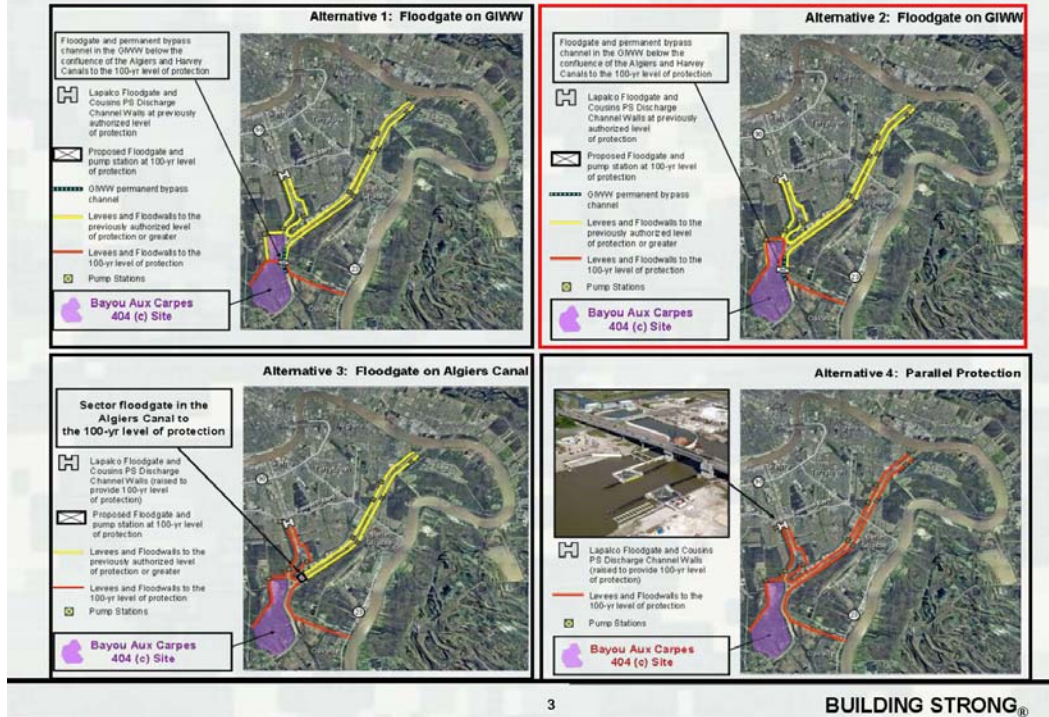 Alternative 1: Floodgate on GIWW
Floodgate and permanent bypass
channel in the GIWW below the
confluence of the Algiers and Harvey
Canals to the 100-yr level of protection
Lapalco Floodgate and
Cousins PS Discharge
Channel Walls at previously
authorized level
of protection
Proposed Floodgate and
pump station at 100-yr level
of protection
GIWW permanent bypass
channel
Levees and Floodwalls to the
previously authorized level
of protection or greater
Levees and Floodwalls to the
100-yr level of protection
Pump Stations
Bayou Aux Carpes
404 (c) Site
90
23
Alternative 2: Floodgate on GIWW
Floodgate and permanent bypass
channel in the GIWW below the
confluence of the Algiers and Harvey
Canals to the 100-yr level of protection
Lapalco Floodgate and
Cousins PS Discharge
Channel Walls at previously
authorized level
of protection
Proposed Floodgate and
pump station at 100-yr level
of protection
GIWW permanent bypass
channel
Levees and Floodwalls to the
previously authorized level
of protection or greater
Levees and Floodwalls to the
100-yr level of protection
Pump Stations
Bayou Aux Carpes
404 (c) Site
90
23
Alternative 3: Floodgate on Algiers Canal
Sector floodgate in the
Algiers Canal to
the 100-yr level of protection
Lapalco Floodgate and
Cousins PS Discharge
Channel Walls (raised to
provide 100-yr level
of protection)
Proposed Floodgate and
pump station at 100-yr level
of protection
Levees and Floodwalls to the
previously authorized level
of protection or greater
Levees and Floodwalls to the
100-yr level of protection
Pump Stations
Bayou Aux Carpes
404 (c) Site
90
23
Alternative 4: Parallel Protection
Lapalco Floodgate and Cousins
PS Discharge Channel Walls
(raised to provide 100-yr level
of protection)
Levees and Floodwalls to the
100-yr level of protection
Pump Stations
Bayou Aux Carpes
404 (c) Site
90
23
3
BUILDING STRONG®